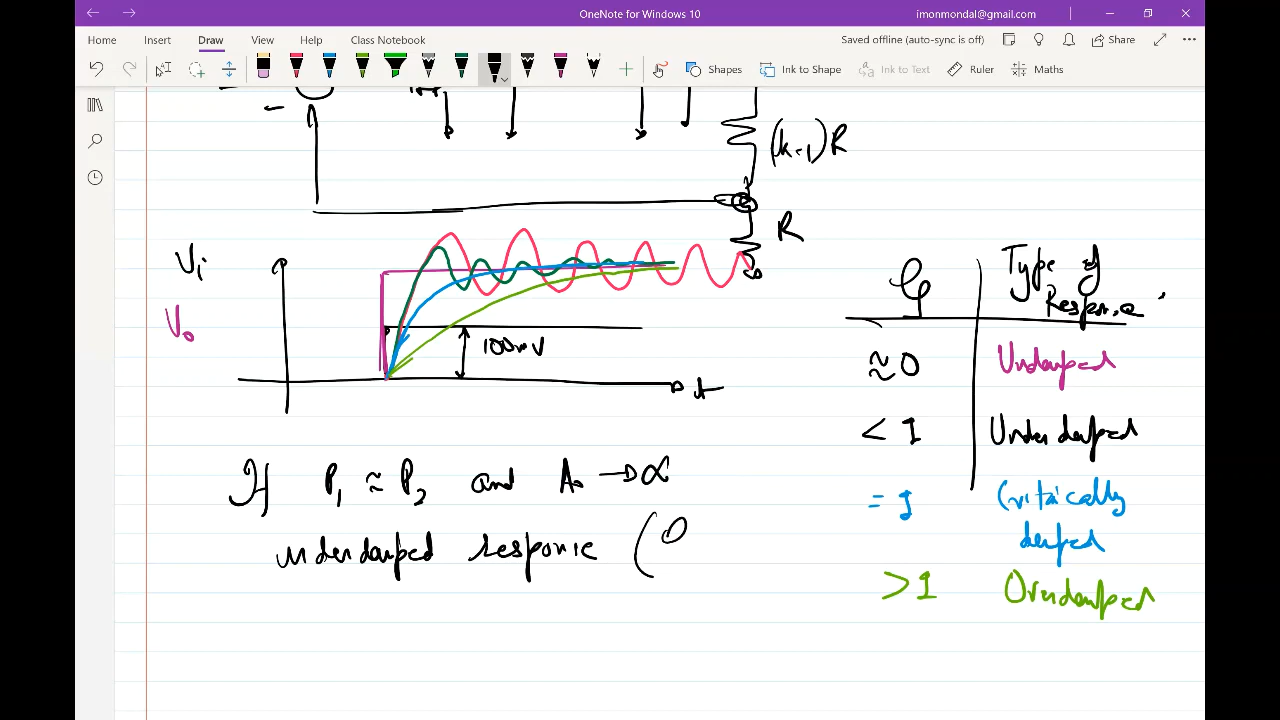 OneNote for Windows 10
imonmondal@gmail.com
Home Insert Draw View Help Class Notebook
Saved offline (auto-sync is off)
Share
Shapes
Ink to Shape
Ink to Text
Ruler
Maths
(k-1)R
R
Vi
Vo
100mV
t
ζ
Type of
Response
≈0 Underdamped
< 1 Underdamped
= 1 Critically
damped
>1 Overdamped
If P1 ≈ P2 and A0 → ∝
underdamped response (O